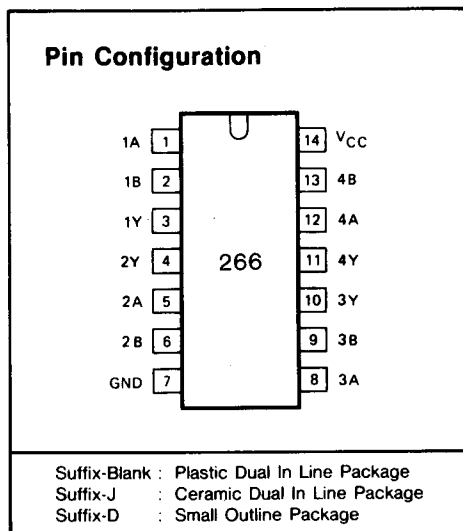 Pin Configuration
1A 1 14 VCC
1B 2 13 4B
1Y 3 12 4A
2Y 4 266 11 4Y
2A 5 10 3Y
2B 6 9 3B
GND 7 8 3A
Suffix-Blank : Plastic Dual In Line Package
Suffix-J : Ceramic Dual In Line Package
Suffix-D : Small Outline Package